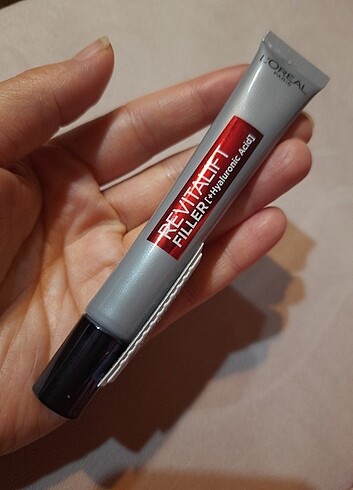 L'ORÉAL
PARIS
REVITALIFT
FILLER [+Hyaluronic Acid]